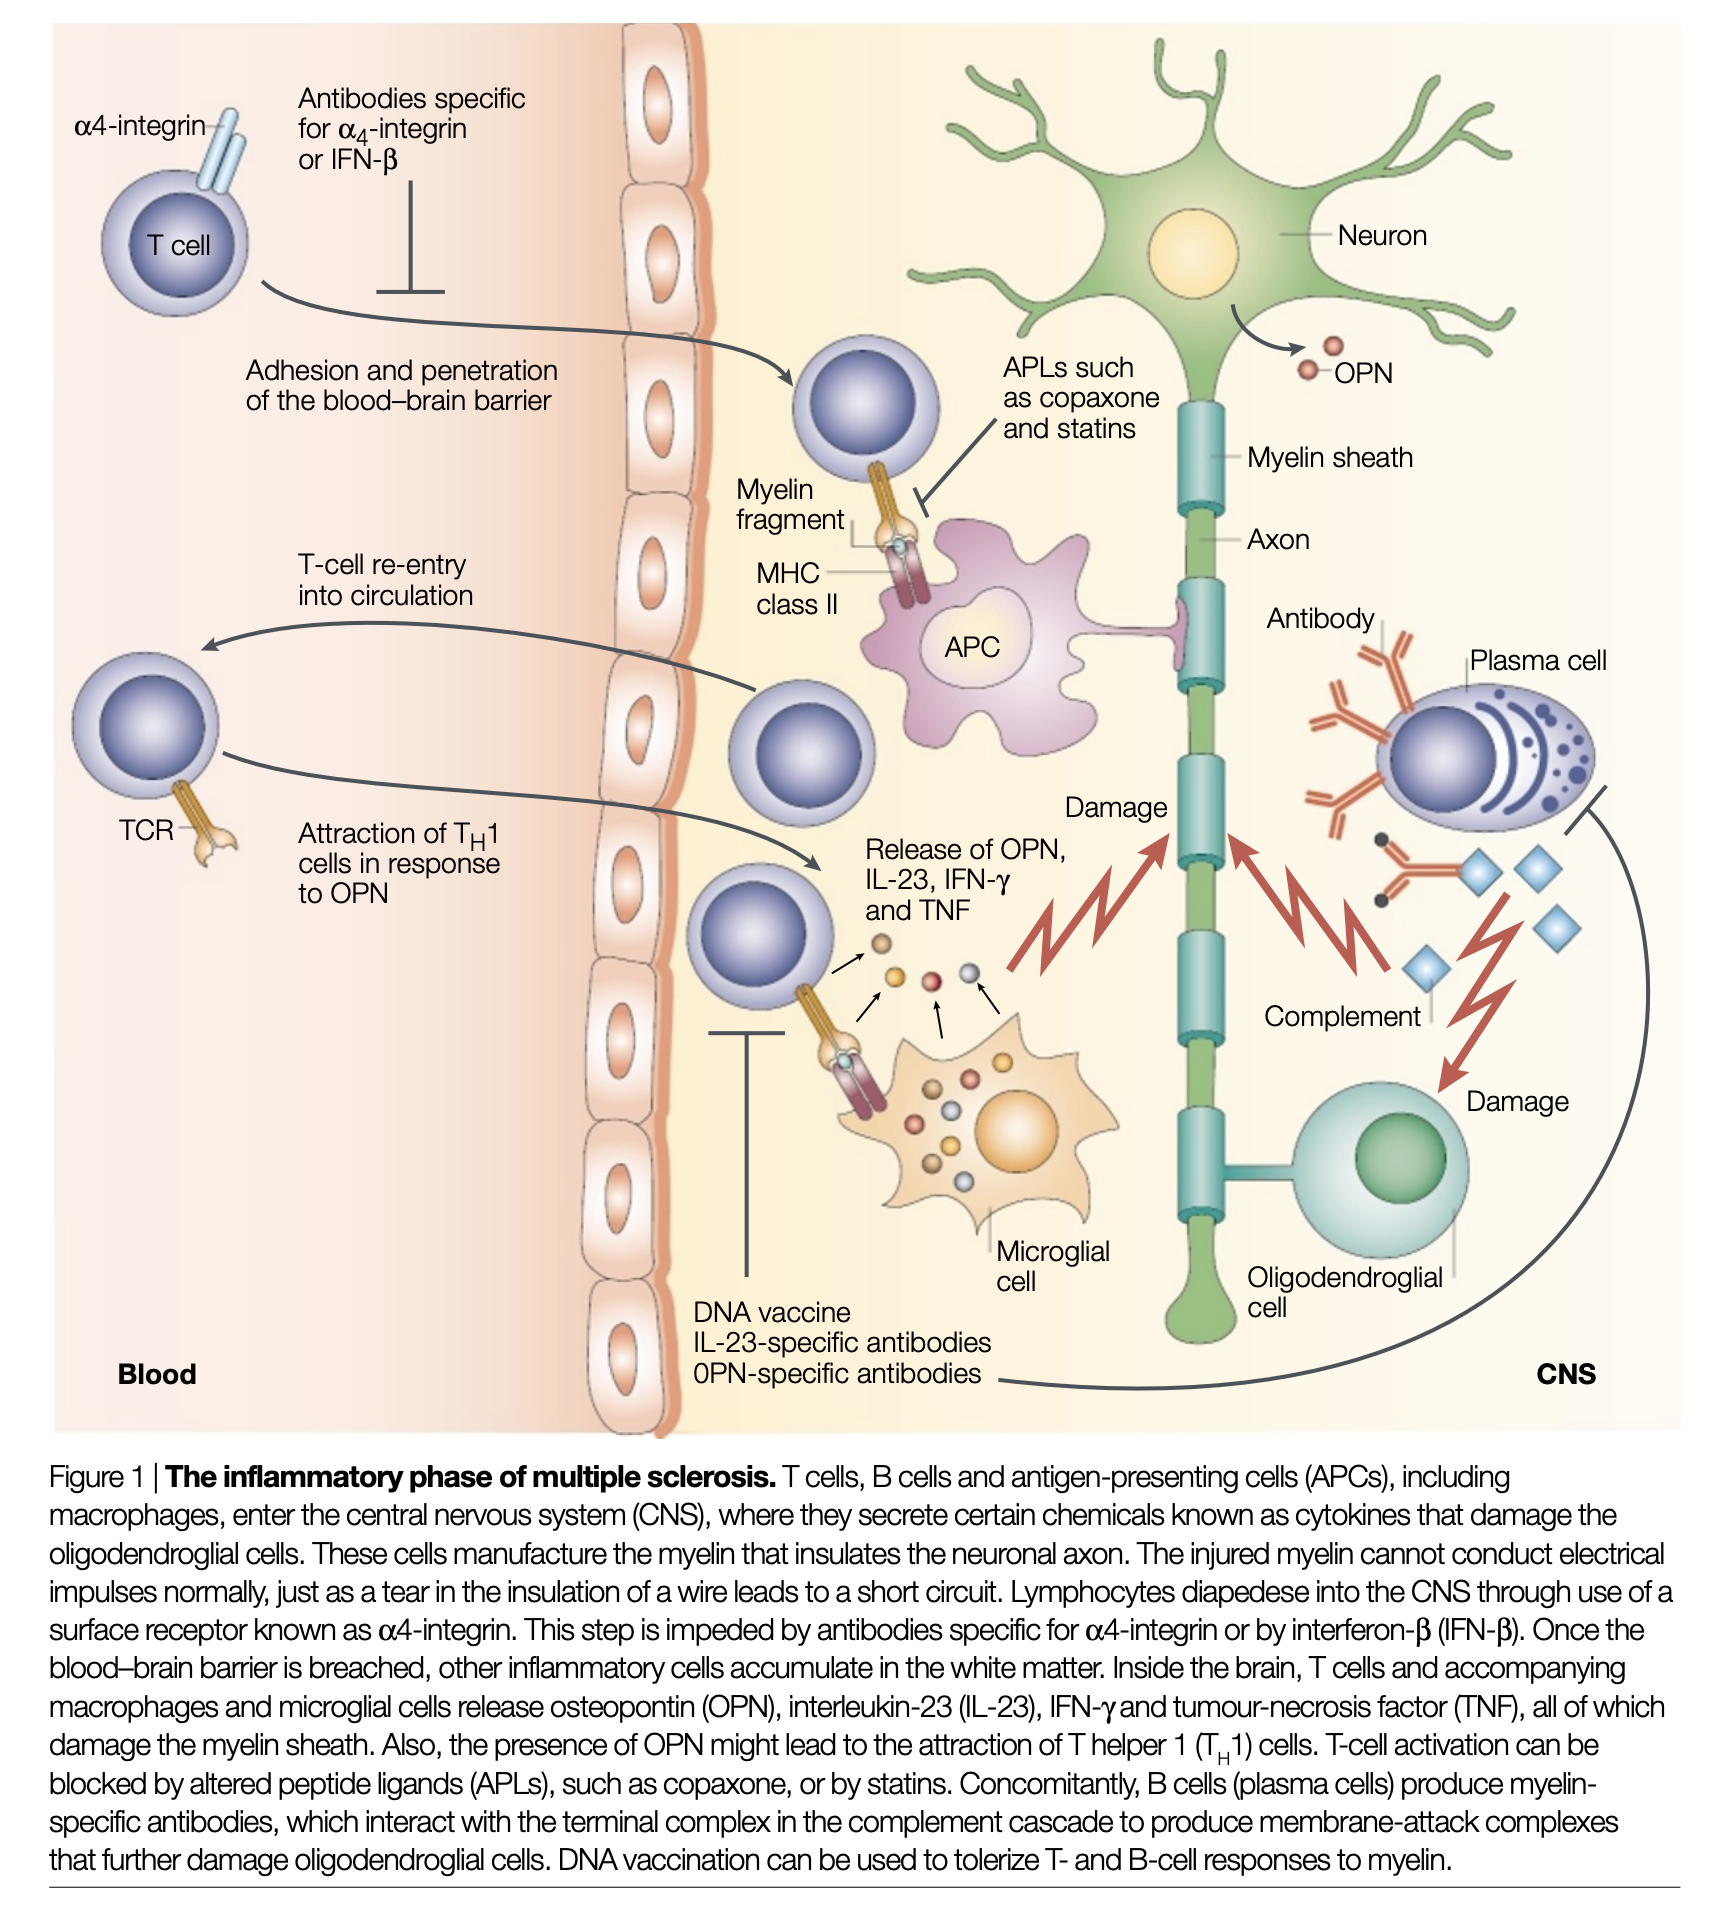 α4-integrin
Antibodies specific
for α4-integrin
or IFN-β
T cell
Adhesion and penetration
of the blood–brain barrier
Neuron
OPN
APLs such
as copaxone
and statins
Myelin sheath
Myelin
fragment
Axon
MHC
class II
APC
T-cell re-entry
into circulation
Antibody
Plasma cell
TCR
Attraction of TH1
cells in response
to OPN
Damage
Release of OPN,
IL-23, IFN-γ
and TNF
Complement
Damage
Microglial
cell
Oligodendroglial
cell
DNA vaccine
IL-23-specific antibodies
0PN-specific antibodies
Blood
CNS
Figure 1 | The inflammatory phase of multiple sclerosis. T cells, B cells and antigen-presenting cells (APCs), including
macrophages, enter the central nervous system (CNS), where they secrete certain chemicals known as cytokines that damage the
oligodendroglial cells. These cells manufacture the myelin that insulates the neuronal axon. The injured myelin cannot conduct electrical
impulses normally, just as a tear in the insulation of a wire leads to a short circuit. Lymphocytes diapedese into the CNS through use of a
surface receptor known as α4-integrin. This step is impeded by antibodies specific for α4-integrin or by interferon-β (IFN-β). Once the
blood–brain barrier is breached, other inflammatory cells accumulate in the white matter. Inside the brain, T cells and accompanying
macrophages and microglial cells release osteopontin (OPN), interleukin-23 (IL-23), IFN-γ and tumour-necrosis factor (TNF), all of which
damage the myelin sheath. Also, the presence of OPN might lead to the attraction of T helper 1 (TH1) cells. T-cell activation can be
blocked by altered peptide ligands (APLs), such as copaxone, or by statins. Concomitantly, B cells (plasma cells) produce myelin-
specific antibodies, which interact with the terminal complex in the complement cascade to produce membrane-attack complexes
that further damage oligodendroglial cells. DNA vaccination can be used to tolerize T- and B-cell responses to myelin.